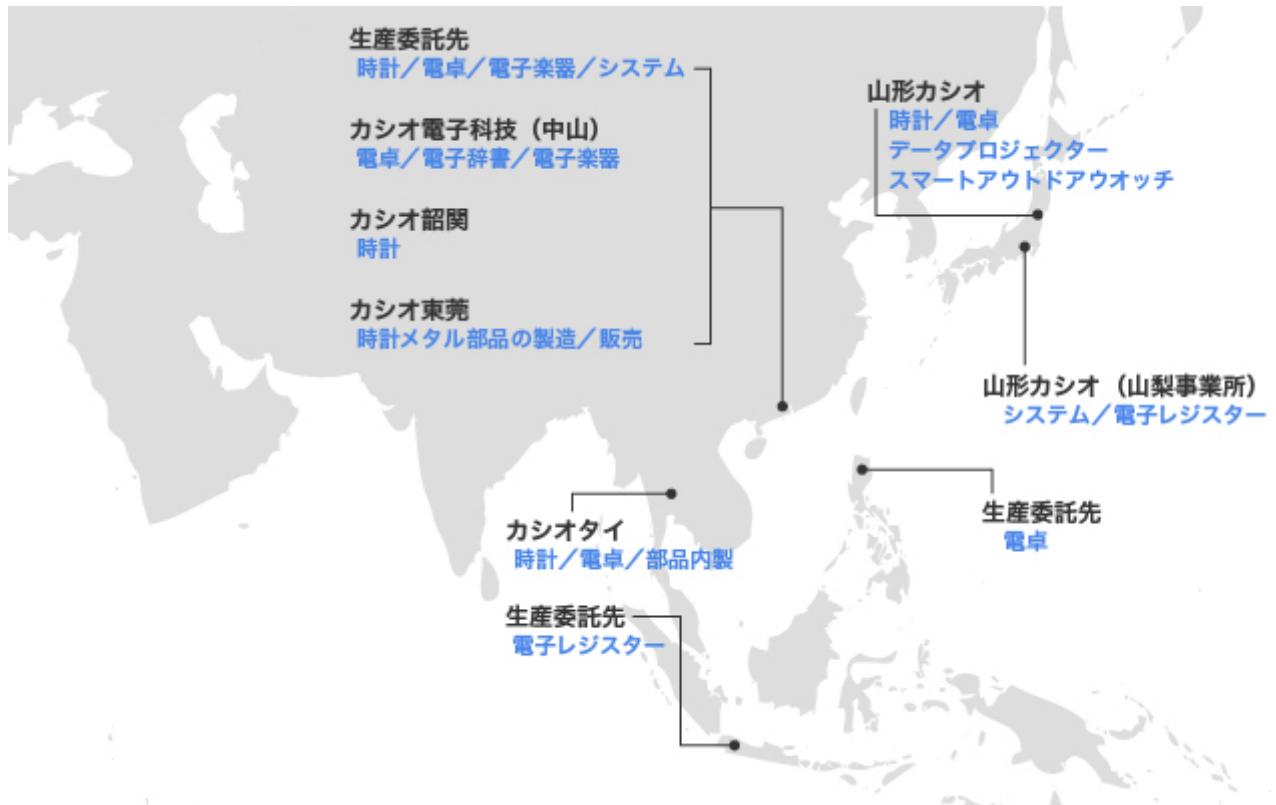 生産委託先
時計／電卓／電子楽器／システム
カシオ電子科技（中山）
電卓／電子辞書／電子楽器
カシオ韶関
時計
カシオ東莞
時計メタル部品の製造／販売
山形カシオ
時計／電卓
データプロジェクター
スマートアウトドアウオッチ
山形カシオ（山梨事業所）
システム／電子レジスター
生産委託先
電卓
カシオタイ
時計／電卓／部品内製
生産委託先
電子レジスター